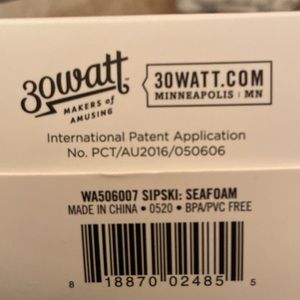 30watt™
MAKERS of
AMUSING
30WATT.COM
MINNEAPOLIS : MN
International Patent Application
No. PCT/AU2016/050606
WA506007 SIPSKI: SEAFOAM
MADE IN CHINA • 0520 • BPA/PVC FREE
8 18870 02485 5